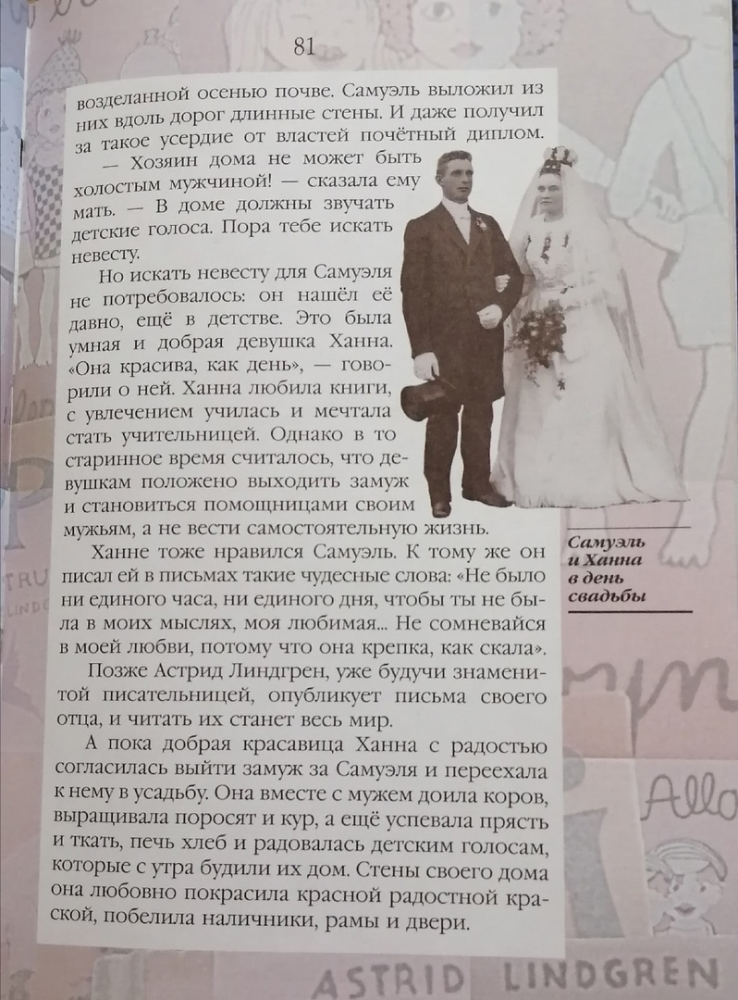 81
возделанной осенью почве. Самуэль выложил из
них вдоль дорог длинные стены. И даже получил
за такое усердие от властей почётный диплом.
— Хозяин дома не может быть
холостым мужчиной! — сказала ему
мать. — В доме должны звучать
детские голоса. Пора тебе искать
невесту.
Но искать невесту для Самуэля
не потребовалось: он нашёл её
давно, ещё в детстве. Это была
умная и добрая девушка Ханна.
«Она красива, как день», — гово-
рили о ней. Ханна любила книги,
с увлечением училась и мечтала
стать учительницей. Однако в то
старинное время считалось, что де-
вушкам положено выходить замуж
и становиться помощницами своим
мужьям, а не вести самостоятельную жизнь.
Ханне тоже нравился Самуэль. К тому же он
писал ей в письмах такие чудесные слова: «Не было
ни единого часа, ни единого дня, чтобы ты не бы-
ла в моих мыслях, моя любимая... Не сомневайся
в моей любви, потому что она крепка, как скала».
Позже Астрид Линдгрен, уже будучи знамени-
той писательницей, опубликует письма своего
отца, и читать их станет весь мир.
А пока добрая красавица Ханна с радостью
согласилась выйти замуж за Самуэля и переехала
к нему в усадьбу. Она вместе с мужем доила коров,
выращивала поросят и кур, а ещё успевала прясть
и ткать, печь хлеб и радовалась детским голосам,
которые с утра будили их дом. Стены своего дома
она любовно покрасила красной радостной кра-
ской, побелила наличники, рамы и двери.
Самуэль
и Ханна
в день
свадьбы
Allo
ASTRID LINDGREN